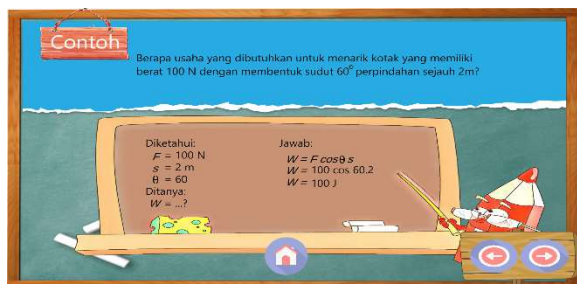 Contoh
Berapa usaha yang dibutuhkan untuk menarik kotak yang memiliki
berat 100 N dengan membentuk sudut 60° perpindahan sejauh 2m?
Diketahui:
F = 100 N
s = 2 m
θ = 60
Ditanya:
W = ...?
Jawab:
W = F cosθ s
W = 100 cos 60.2
W = 100 J